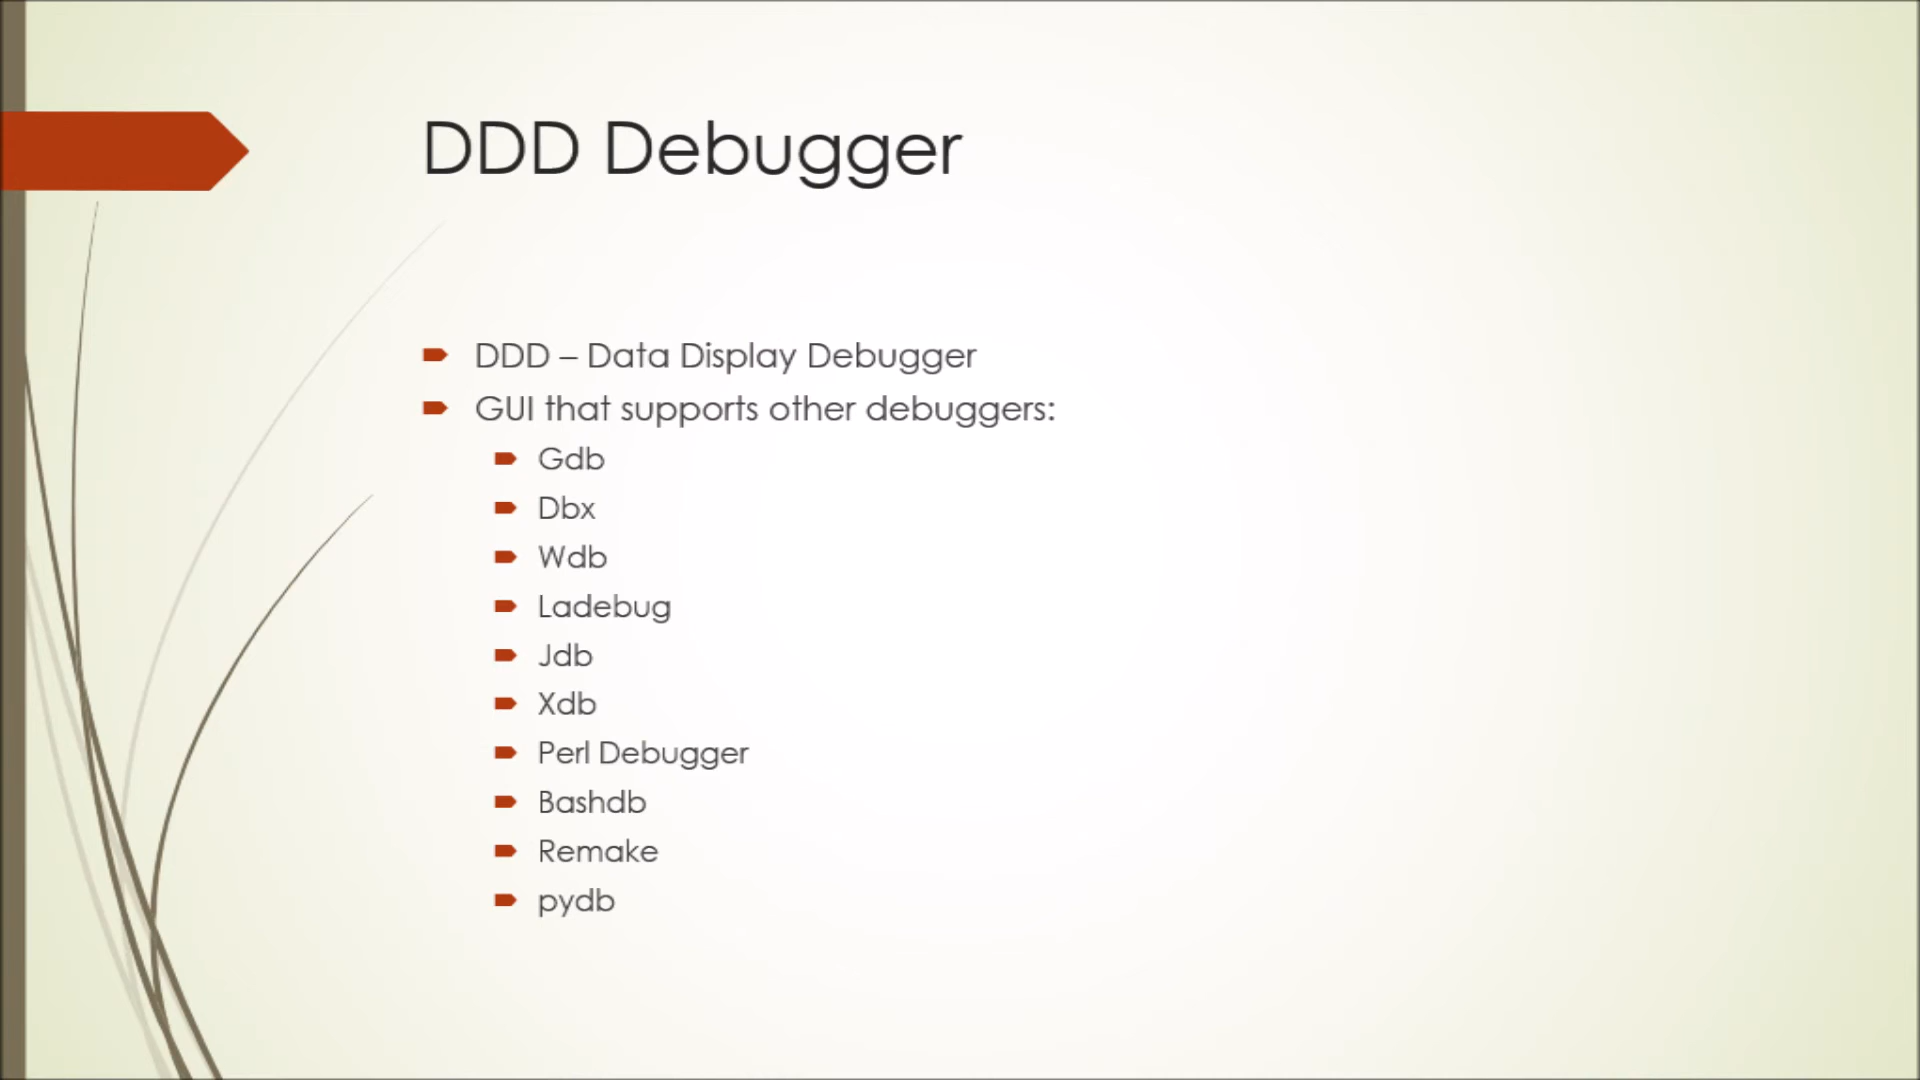 DDD Debugger
DDD – Data Display Debugger
GUI that supports other debuggers:
Gdb
Dbx
Wdb
Ladebug
Jdb
Xdb
Perl Debugger
Bashdb
Remake
pydb